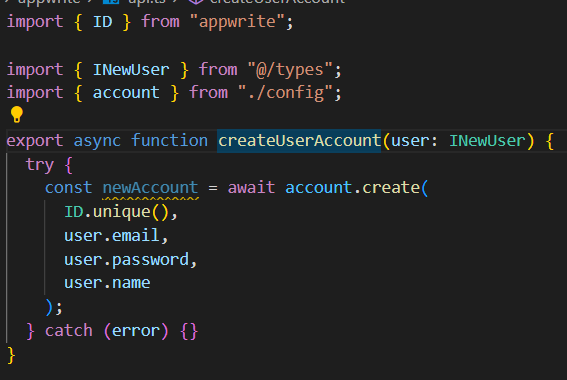 appwrite > api.ts > createUserAccount
import { ID } from "appwrite";
import { INewUser } from "@/types";
import { account } from "./config";
export async function createUserAccount(user: INewUser) {
try {
const newAccount = await account.create(
ID.unique(),
user.email,
user.password,
user.name
);
} catch (error) {}
}